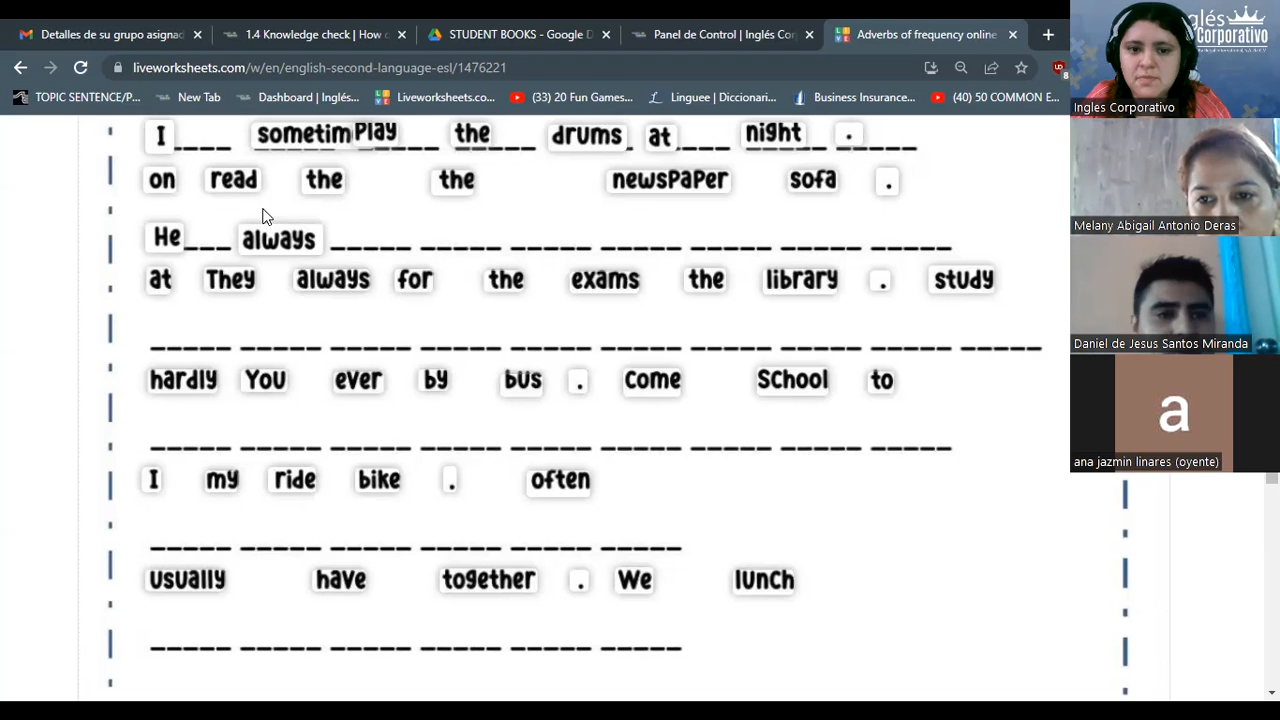 Detalles de su grupo asignad
1.4 Knowledge check | How c
STUDENT BOOKS - Google D
Panel de Control | Inglés Cor
Adverbs of frequency online
liveworksheets.com/w/en/english-second-language-esl/1476221
TOPIC SENTENCE/P...
New Tab
Dashboard | Inglés...
Liveworksheets.co...
(33) 20 Fun Games...
Linguee | Diccionari...
Business Insurance...
(40) 50 COMMON E...
I sometim Play the drums at night .
on read the the newspaper sofa .
He always
at They always for the exams the library . study
hardly You ever by bus . come school to
I my ride bike . often
usually have together . We lunch
nglés
Corporativo
Ingles Corporativo
Melany Abigail Antonio Deras
Daniel de Jesus Santos Miranda
a
ana jazmin linares (oyente)